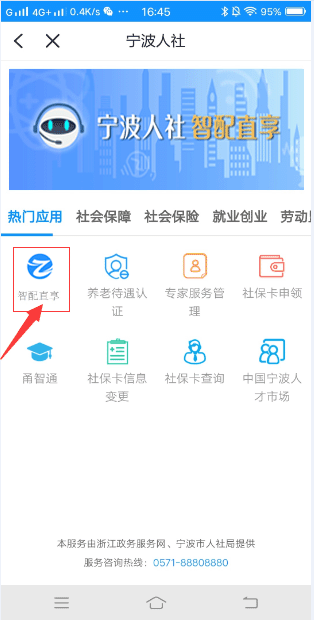 G 4G+ 0.4K/s ··· 16:45 95%
宁波人社
宁波人社 智配直享
热门应用 社会保障 社会保险 就业创业 劳动
智配直享 养老待遇认证 专家服务管理 社保卡申领
甬智通 社保卡信息变更 社保卡查询 中国宁波人才市场
本服务由浙江政务服务网、宁波市人社局提供
服务咨询热线：0571-88808880